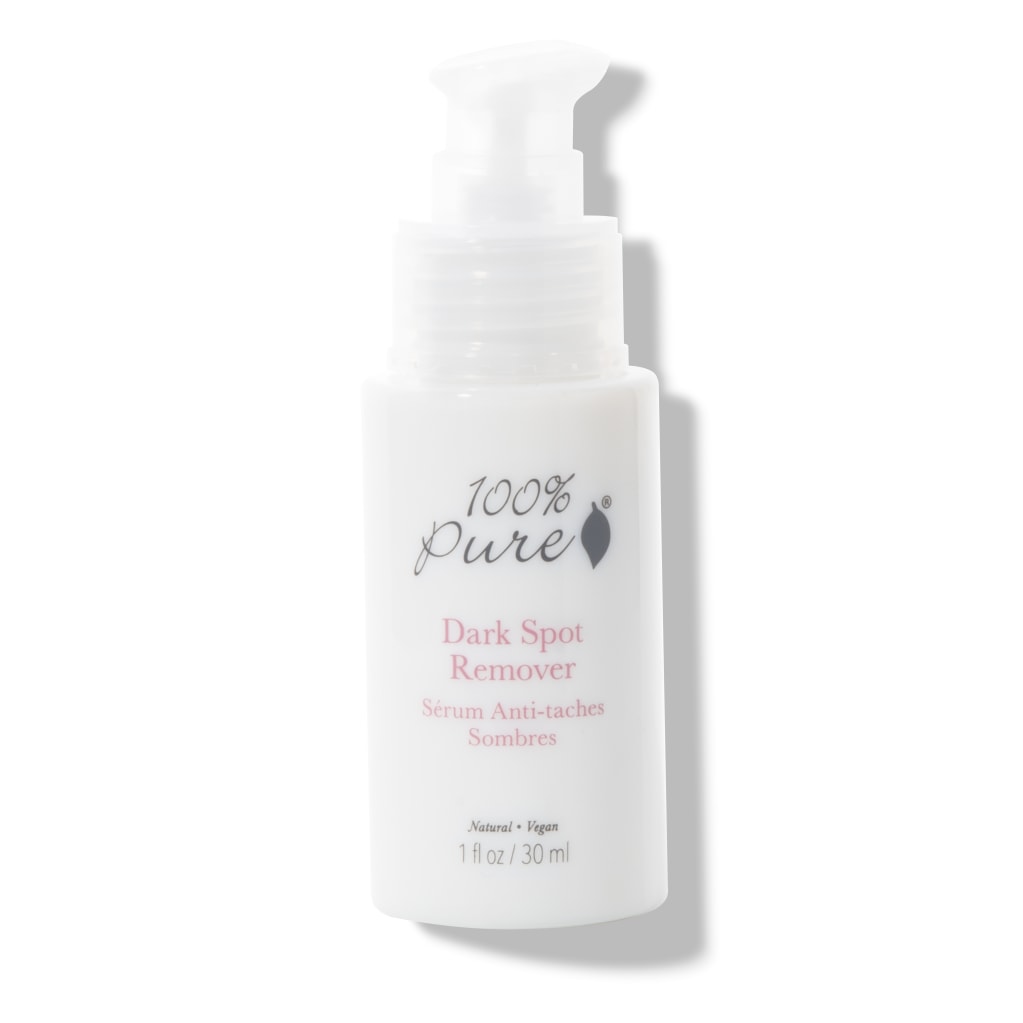 100%
Pure®
Dark Spot
Remover
Sérum Anti-taches
Sombres
Natural • Vegan
1 fl oz / 30 ml